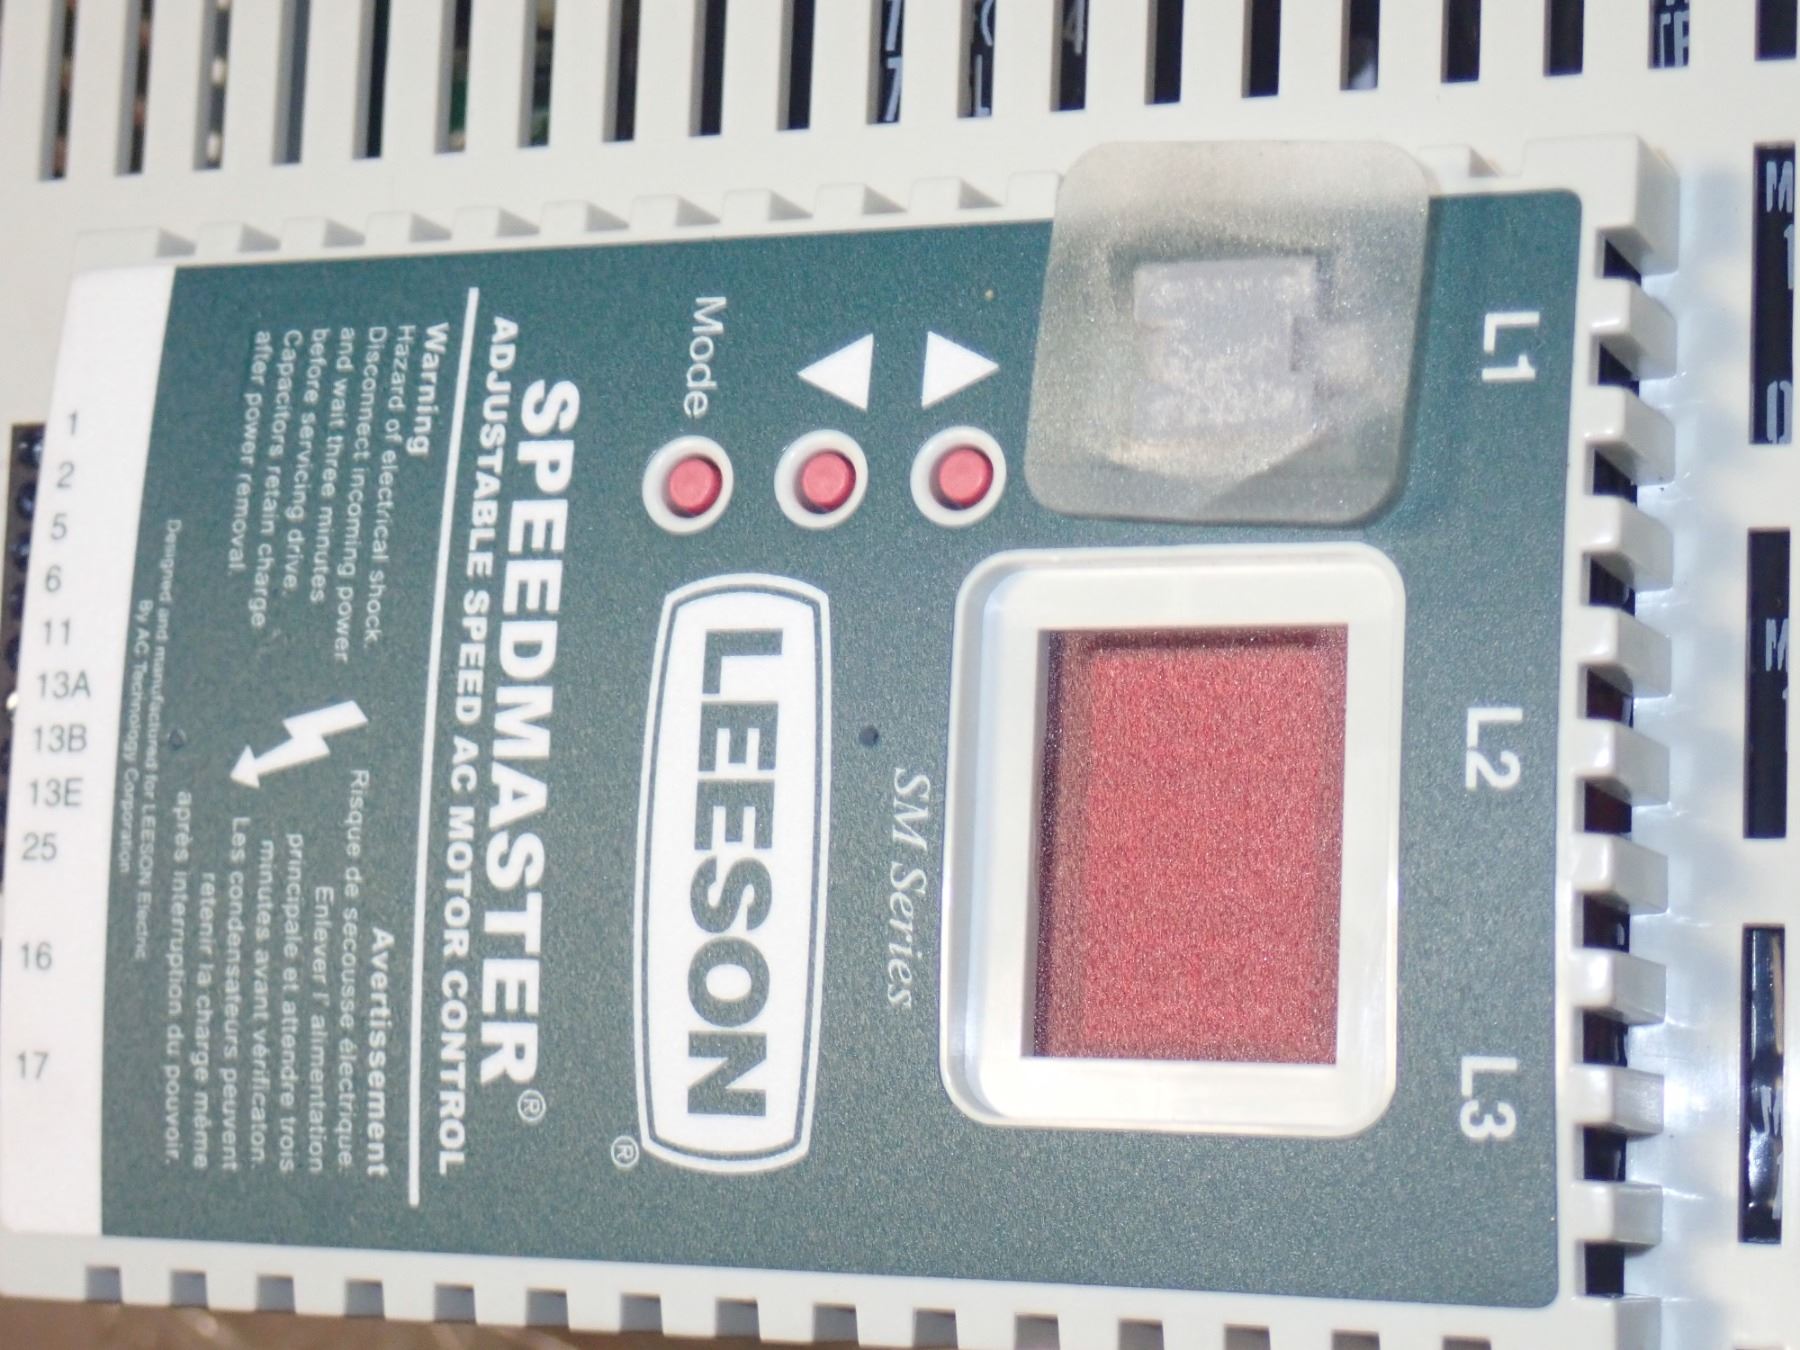 L1 L2 L3
SM Series
Mode
LEESON
®
SPEEDMASTER®
ADJUSTABLE SPEED AC MOTOR CONTROL
Warning
Hazard of electrical shock.
Disconnect incoming power
and wait three minutes
before servicing drive.
Capacitors retain charge
after power removal.
Avertissement
Risque de secousse électrique.
Enlever l' alimentation
principale et attendre trois
minutes avant vérificaton.
Les condensateurs peuvent
retenir la charge même
après interruption du pouvoir.
Designed and manufactured for LEESON Electric
By AC Technology Corporation
1 2 5 6 11 13A 13B 13E 25 16 17